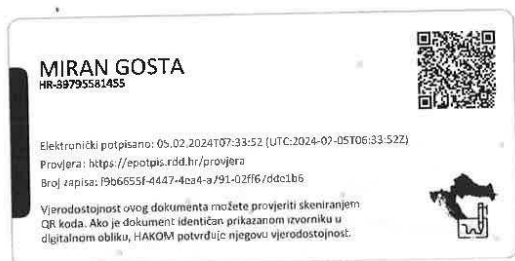 MIRAN GOSTA
HR-39795581455
Elektronički potpisano: 05.02.2024T07:33:52 (UTC:2024-02-05T06:33:52Z)
Provjera: https://epotpis.rdd.hr/provjera
Broj zapisa: f9b6655f-4447-4ea4-a791-02ff67dde1b6
Vjerodostojnost ovog dokumenta možete provjeriti skeniranjem
QR koda. Ako je dokument identičan prikazanom izvorniku u
digitalnom obliku, HAKOM potvrđuje njegovu vjerodostojnost.